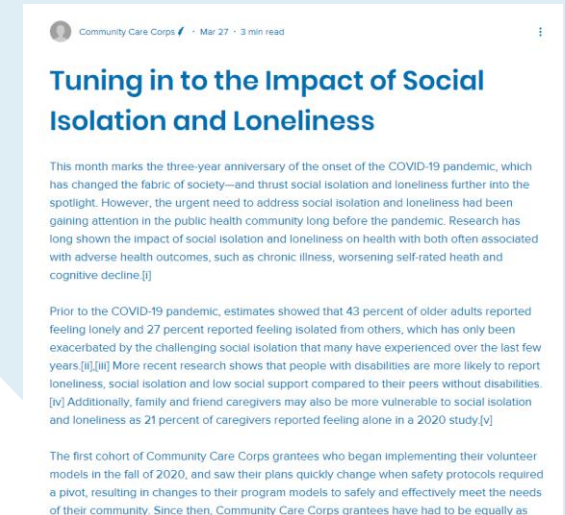 Community Care Corps · Mar 27 · 3 min read
Tuning in to the Impact of Social
Isolation and Loneliness
This month marks the three-year anniversary of the onset of the COVID-19 pandemic, which
has changed the fabric of society—and thrust social isolation and loneliness further into the
spotlight. However, the urgent need to address social isolation and loneliness had been
gaining attention in the public health community long before the pandemic. Research has
long shown the impact of social isolation and loneliness on health with both often associated
with adverse health outcomes, such as chronic illness, worsening self-rated heath and
cognitive decline.[i]
Prior to the COVID-19 pandemic, estimates showed that 43 percent of older adults reported
feeling lonely and 27 percent reported feeling isolated from others, which has only been
exacerbated by the challenging social isolation that many have experienced over the last few
years.[ii],[iii] More recent research shows that people with disabilities are more likely to report
loneliness, social isolation and low social support compared to their peers without disabilities.
[iv] Additionally, family and friend caregivers may also be more vulnerable to social isolation
and loneliness as 21 percent of caregivers reported feeling alone in a 2020 study.[v]
The first cohort of Community Care Corps grantees who began implementing their volunteer
models in the fall of 2020, and saw their plans quickly change when safety protocols required
a pivot, resulting in changes to their program models to safely and effectively meet the needs
of their community. Since then, Community Care Corps grantees have had to be equally as